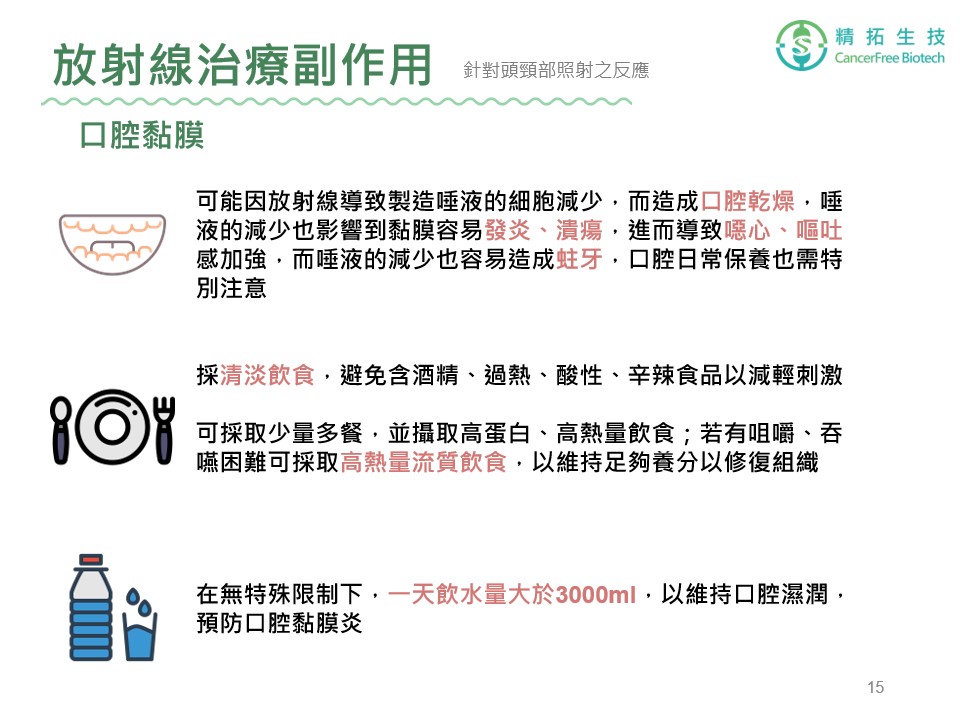 放射線治療副作用
針對頭頸部照射之反應
精拓生技
CancerFree Biotech
口腔黏膜
可能因放射線導致製造唾液的細胞減少，而造成口腔乾燥，唾
液的減少也影響到黏膜容易發炎、潰瘍，進而導致噁心、嘔吐
感加強，而唾液的減少也容易造成蛀牙，口腔日常保養也需特
別注意
採清淡飲食，避免含酒精、過熱、酸性、辛辣食品以減輕刺激
可採取少量多餐，並攝取高蛋白、高熱量飲食；若有咀嚼、吞
嚥困難可採取高熱量流質飲食，以維持足夠養分以修復組織
在無特殊限制下，一天飲水量大於3000ml，以維持口腔濕潤，
預防口腔黏膜炎
15